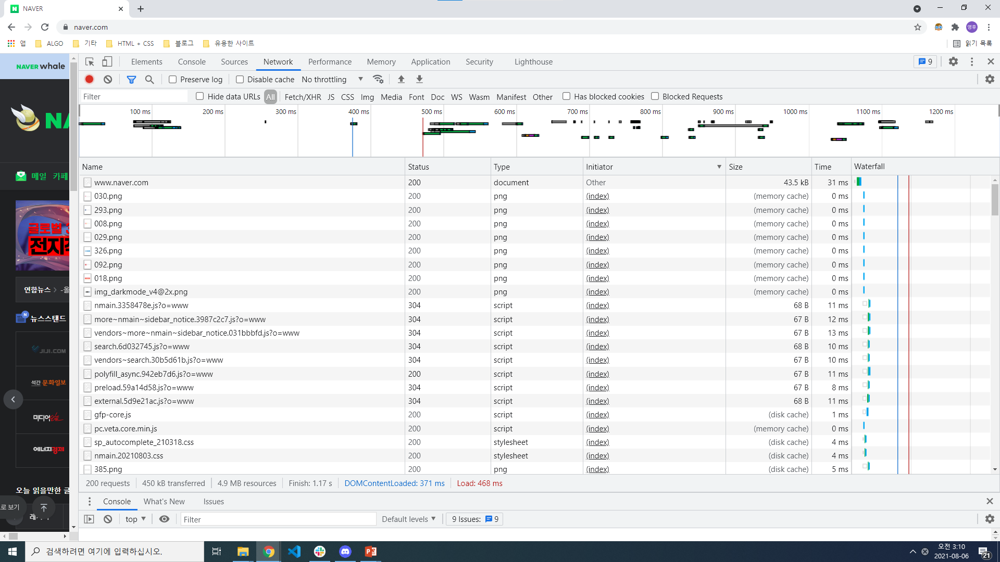 NAVER
naver.com
영후
앱 ALGO 기타 HTML + CSS 블로그 유용한 사이트 읽기 목록
NAVER whale
Elements Console Sources Network Performance Memory Application Security Lighthouse 9
Preserve log Disable cache No throttling
Filter Hide data URLs All Fetch/XHR JS CSS Img Media Font Doc WS Wasm Manifest Other Has blocked cookies Blocked Requests
100 ms 200 ms 300 ms 400 ms 500 ms 600 ms 700 ms 800 ms 900 ms 1000 ms 1100 ms 1200 ms
Name Status Type Initiator Size Time Waterfall
www.naver.com 200 document Other 43.5 kB 31 ms
030.png 200 png (index) (memory cache) 0 ms
293.png 200 png (index) (memory cache) 0 ms
008.png 200 png (index) (memory cache) 0 ms
029.png 200 png (index) (memory cache) 0 ms
326.png 200 png (index) (memory cache) 0 ms
092.png 200 png (index) (memory cache) 0 ms
018.png 200 png (index) (memory cache) 0 ms
img_darkmode_v4@2x.png 200 png (index) (memory cache) 0 ms
nmain.3358478e.js?o=www 304 script (index) 68 B 11 ms
more~nmain~sidebar_notice.3987c2c7.js?o=www 304 script (index) 67 B 12 ms
vendors~more~nmain~sidebar_notice.031bbbfd.js?o=www 304 script (index) 67 B 13 ms
search.6d032745.js?o=www 304 script (index) 68 B 10 ms
vendors~search.30b5d61b.js?o=www 304 script (index) 67 B 10 ms
polyfill_async.942eb7d6.js?o=www 200 script (index) 67 B 11 ms
preload.59a14d58.js?o=www 304 script (index) 67 B 8 ms
external.5d9e21ac.js?o=www 304 script (index) 68 B 11 ms
gfp-core.js 200 script (index) (disk cache) 1 ms
pc.veta.core.min.js 200 script (index) (memory cache) 0 ms
sp_autocomplete_210318.css 200 stylesheet (index) (disk cache) 4 ms
nmain.20210803.css 200 stylesheet (index) (disk cache) 4 ms
385.png 200 png (index) (disk cache) 5 ms
200 requests 450 kB transferred 4.9 MB resources Finish: 1.17 s DOMContentLoaded: 371 ms Load: 468 ms
Console What's New Issues
top Filter Default levels 9 Issues: 9
NA
메일 카페
글로벌 3
전지
연합뉴스 -올
뉴스스탠드
JIJI.COM
석간 문화일보
미디어
에너지경제
오늘 읽을만한 글
로 보기
검색하려면 여기에 입력하십시오.
오전 3:10
2021-08-06
21